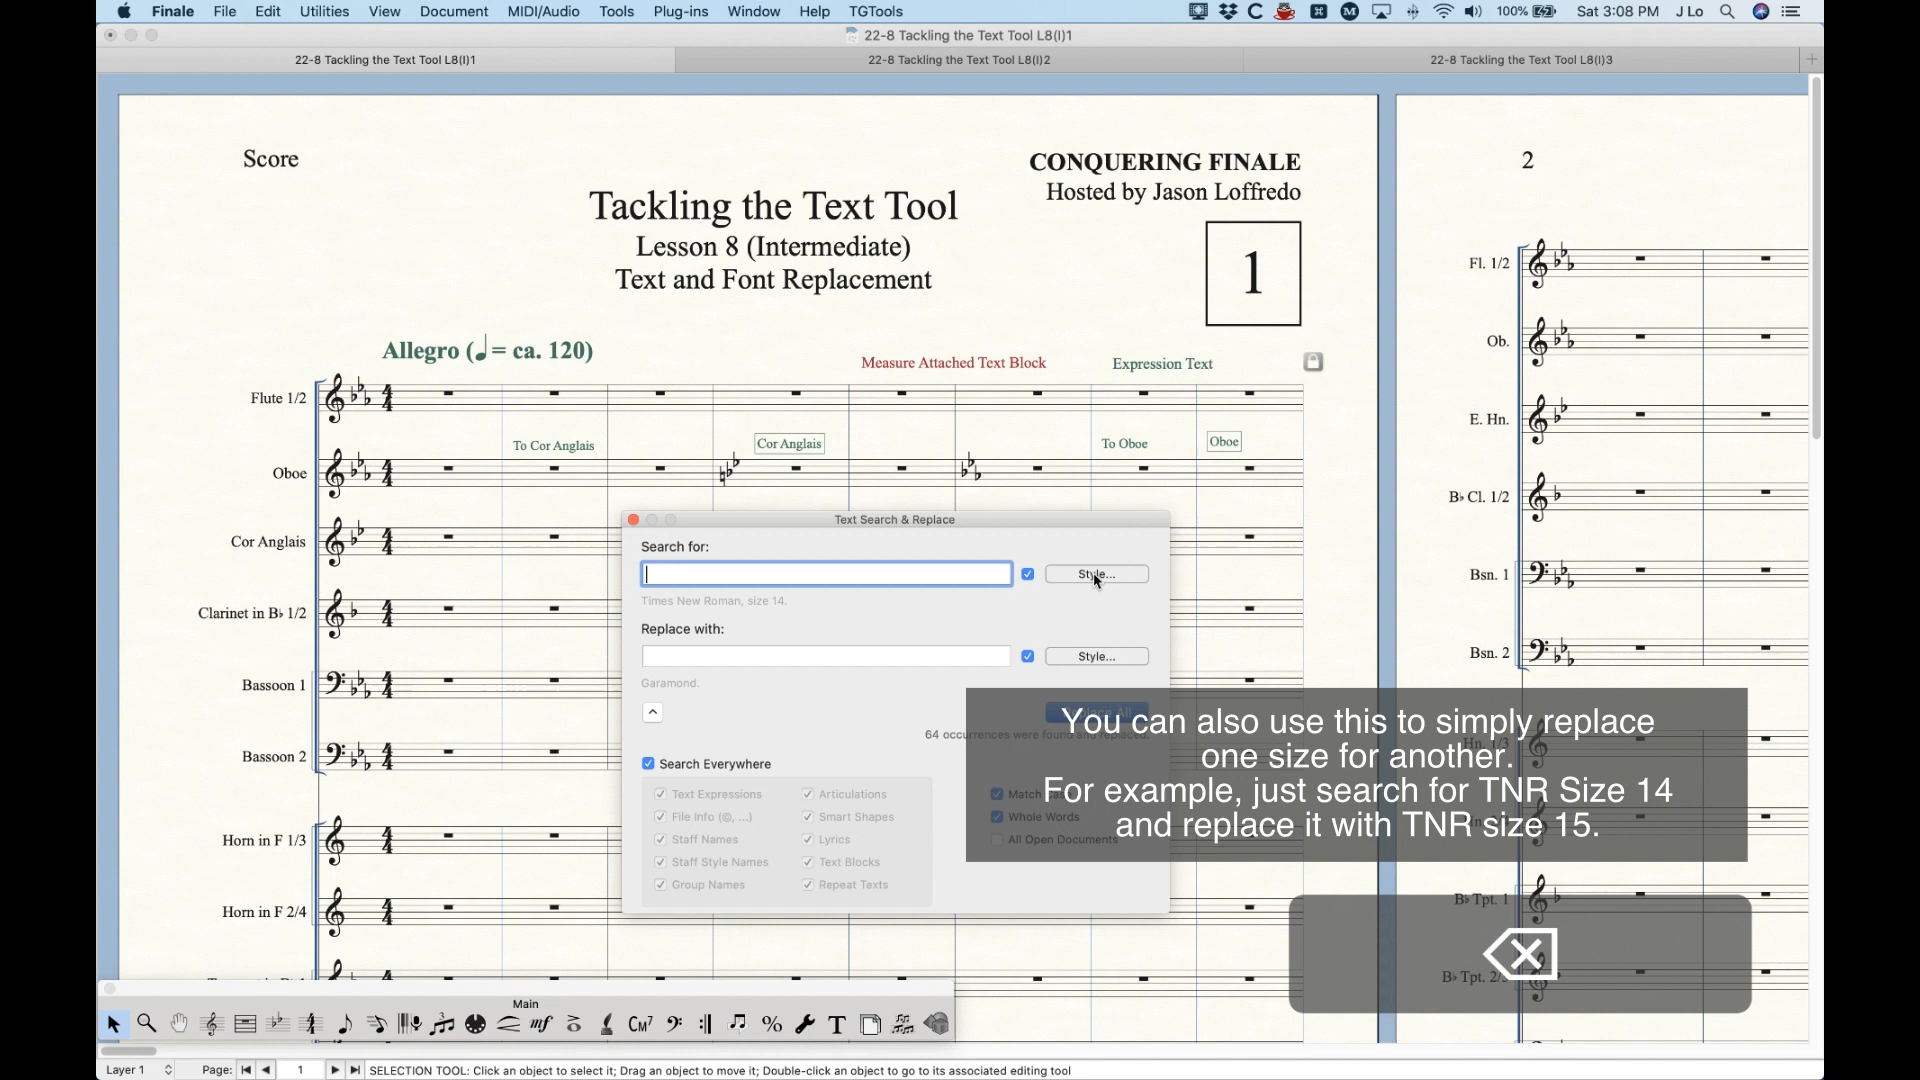 Finale File Edit Utilities View Document MIDI/Audio Tools Plug-ins Window Help TGTools
100% Sat 3:08 PM J Lo
22-8 Tackling the Text Tool L8(I)1
22-8 Tackling the Text Tool L8(I)1
22-8 Tackling the Text Tool L8(I)2
22-8 Tackling the Text Tool L8(I)3
Score
CONQUERING FINALE
Hosted by Jason Loffredo
Tackling the Text Tool
Lesson 8 (Intermediate)
Text and Font Replacement
1
2
Allegro (♩= ca. 120)
Measure Attached Text Block
Expression Text
Flute 1/2
To Cor Anglais
Cor Anglais
To Oboe
Oboe
Oboe
Cor Anglais
Clarinet in B♭ 1/2
Bassoon 1
Bassoon 2
Horn in F 1/3
Horn in F 2/4
Fl. 1/2
Ob.
E. Hn.
B♭ Cl. 1/2
Bsn. 1
Bsn. 2
Hn. 1/3
B♭ Tpt. 1
B♭ Tpt. 2/
Text Search & Replace
Search for:
Style...
Times New Roman, size 14.
Replace with:
Style...
Garamond.
Replace All
64 occurrences were found and replaced.
Search Everywhere
Text Expressions
Articulations
Match Case
File Info (@, ...)
Smart Shapes
Whole Words
Staff Names
Lyrics
All Open Documents
Staff Style Names
Text Blocks
Group Names
Repeat Texts
You can also use this to simply replace
one size for another.
For example, just search for TNR Size 14
and replace it with TNR size 15.
Main
mf
CM7
%
T
Layer 1
Page:
1
SELECTION TOOL: Click an object to select it; Drag an object to move it; Double-click an object to go to its associated editing tool